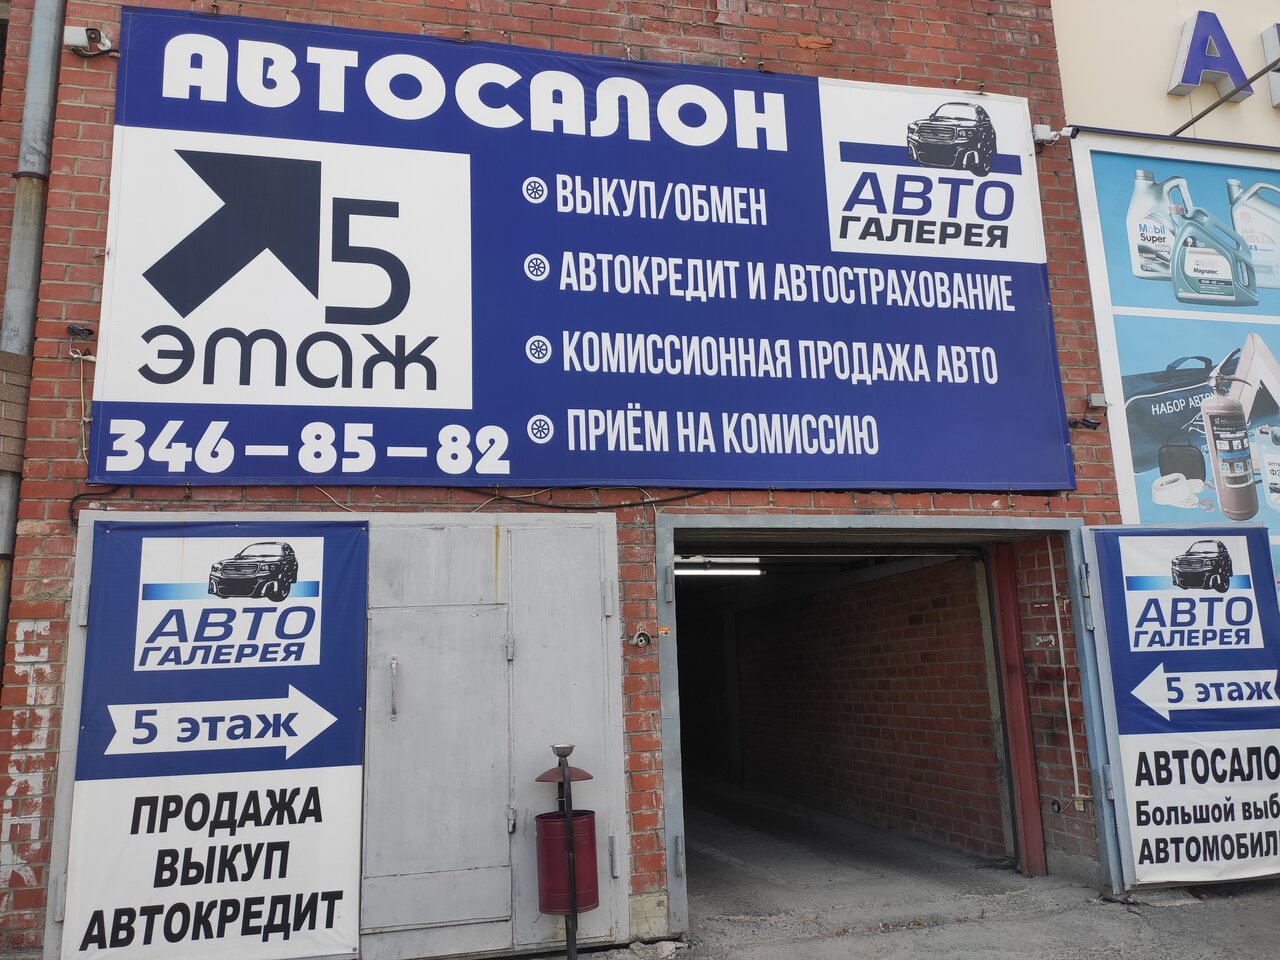 АВТОСАЛОН
5
этаж
346-85-82
ВЫКУП/ОБМЕН
АВТОКРЕДИТ И АВТОСТРАХОВАНИЕ
КОМИССИОННАЯ ПРОДАЖА АВТО
ПРИЁМ НА КОМИССИЮ
АВТО
ГАЛЕРЕЯ
А
Mobil
Super
Magnatec
НАБОР АВТО
АВТО
ГАЛЕРЕЯ
5 этаж
ПРОДАЖА
ВЫКУП
АВТОКРЕДИТ
АВТО
ГАЛЕРЕЯ
5 этаж
АВТОСАЛО
Большой выб
АВТОМОБИЛ